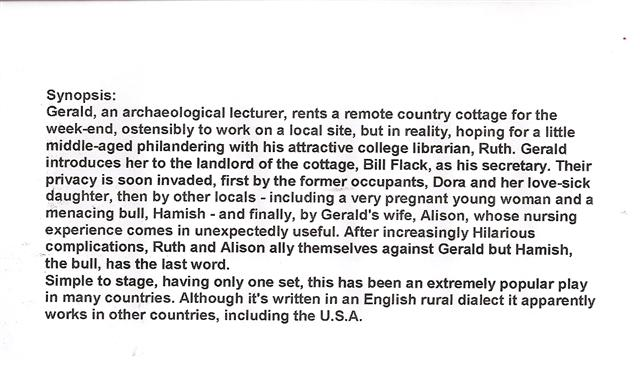 Synopsis:
Gerald, an archaeological lecturer, rents a remote country cottage for the
week-end, ostensibly to work on a local site, but in reality, hoping for a little
middle-aged philandering with his attractive college librarian, Ruth. Gerald
introduces her to the landlord of the cottage, Bill Flack, as his secretary. Their
privacy is soon invaded, first by the former occupants, Dora and her love-sick
daughter, then by other locals - including a very pregnant young woman and a
menacing bull, Hamish - and finally, by Gerald's wife, Alison, whose nursing
experience comes in unexpectedly useful. After increasingly Hilarious
complications, Ruth and Alison ally themselves against Gerald but Hamish,
the bull, has the last word.
Simple to stage, having only one set, this has been an extremely popular play
in many countries. Although it's written in an English rural dialect it apparently
works in other countries, including the U.S.A.